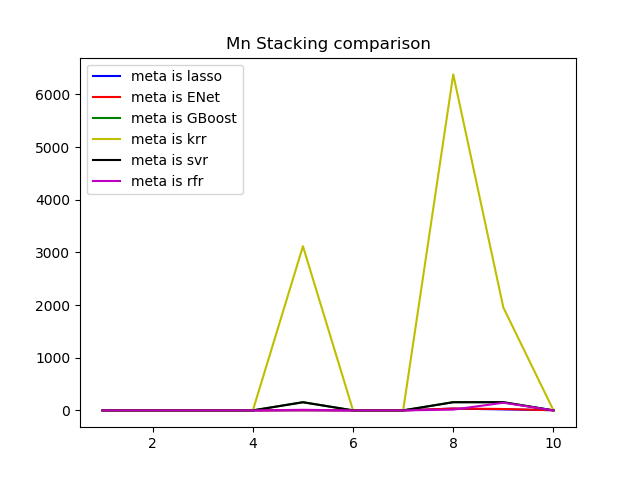 Mn Stacking comparison
meta is lasso
meta is ENet
meta is GBoost
meta is krr
meta is svr
meta is rfr
6000
5000
4000
3000
2000
1000
0
2 4 6 8 10